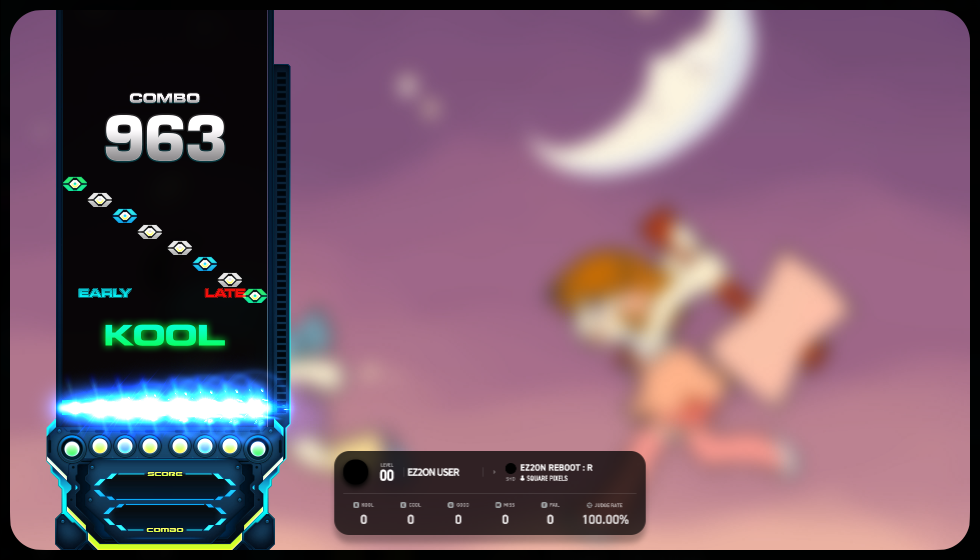 COMBO
963
EARLY LATE
KOOL
SCORE
COMBO
LEVEL
00 EZ2ON USER
EZ2ON REBOOT : R
SQUARE PIXELS
KOOL COOL GOOD MISS FAIL JUDGE RATE
0 0 0 0 0 100.00%